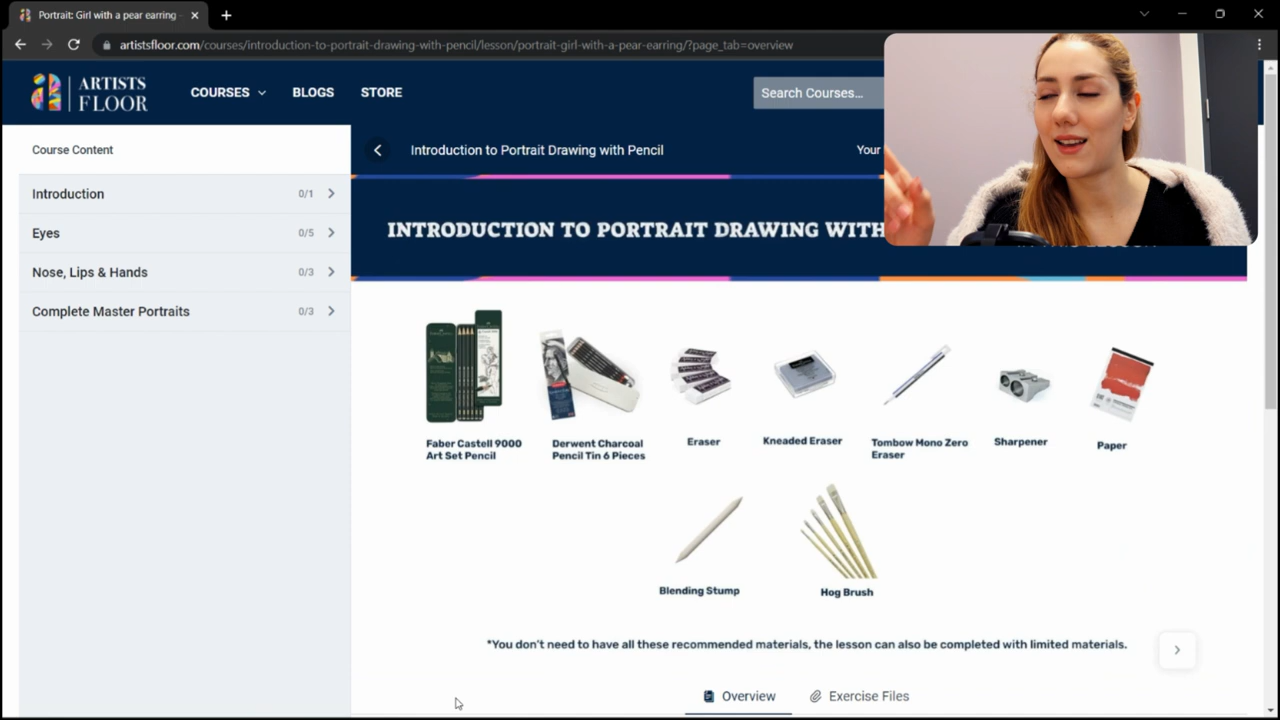 Portrait: Girl with a pear earring
artistsfloor.com/courses/introduction-to-portrait-drawing-with-pencil/lesson/portrait-girl-with-a-pear-earring/?page_tab=overview
ARTISTS
FLOOR
COURSES
BLOGS
STORE
Search Courses...
Course Content
Introduction to Portrait Drawing with Pencil
Your
Introduction 0/1
Eyes 0/5
Nose, Lips & Hands 0/3
Complete Master Portraits 0/3
INTRODUCTION TO PORTRAIT DRAWING WITH
Faber Castell 9000
Art Set Pencil
Derwent Charcoal
Pencil Tin 6 Pieces
Eraser
Kneaded Eraser
Tombow Mono Zero
Eraser
Sharpener
Paper
Blending Stump
Hog Brush
*You don't need to have all these recommended materials, the lesson can also be completed with limited materials.
Overview
Exercise Files